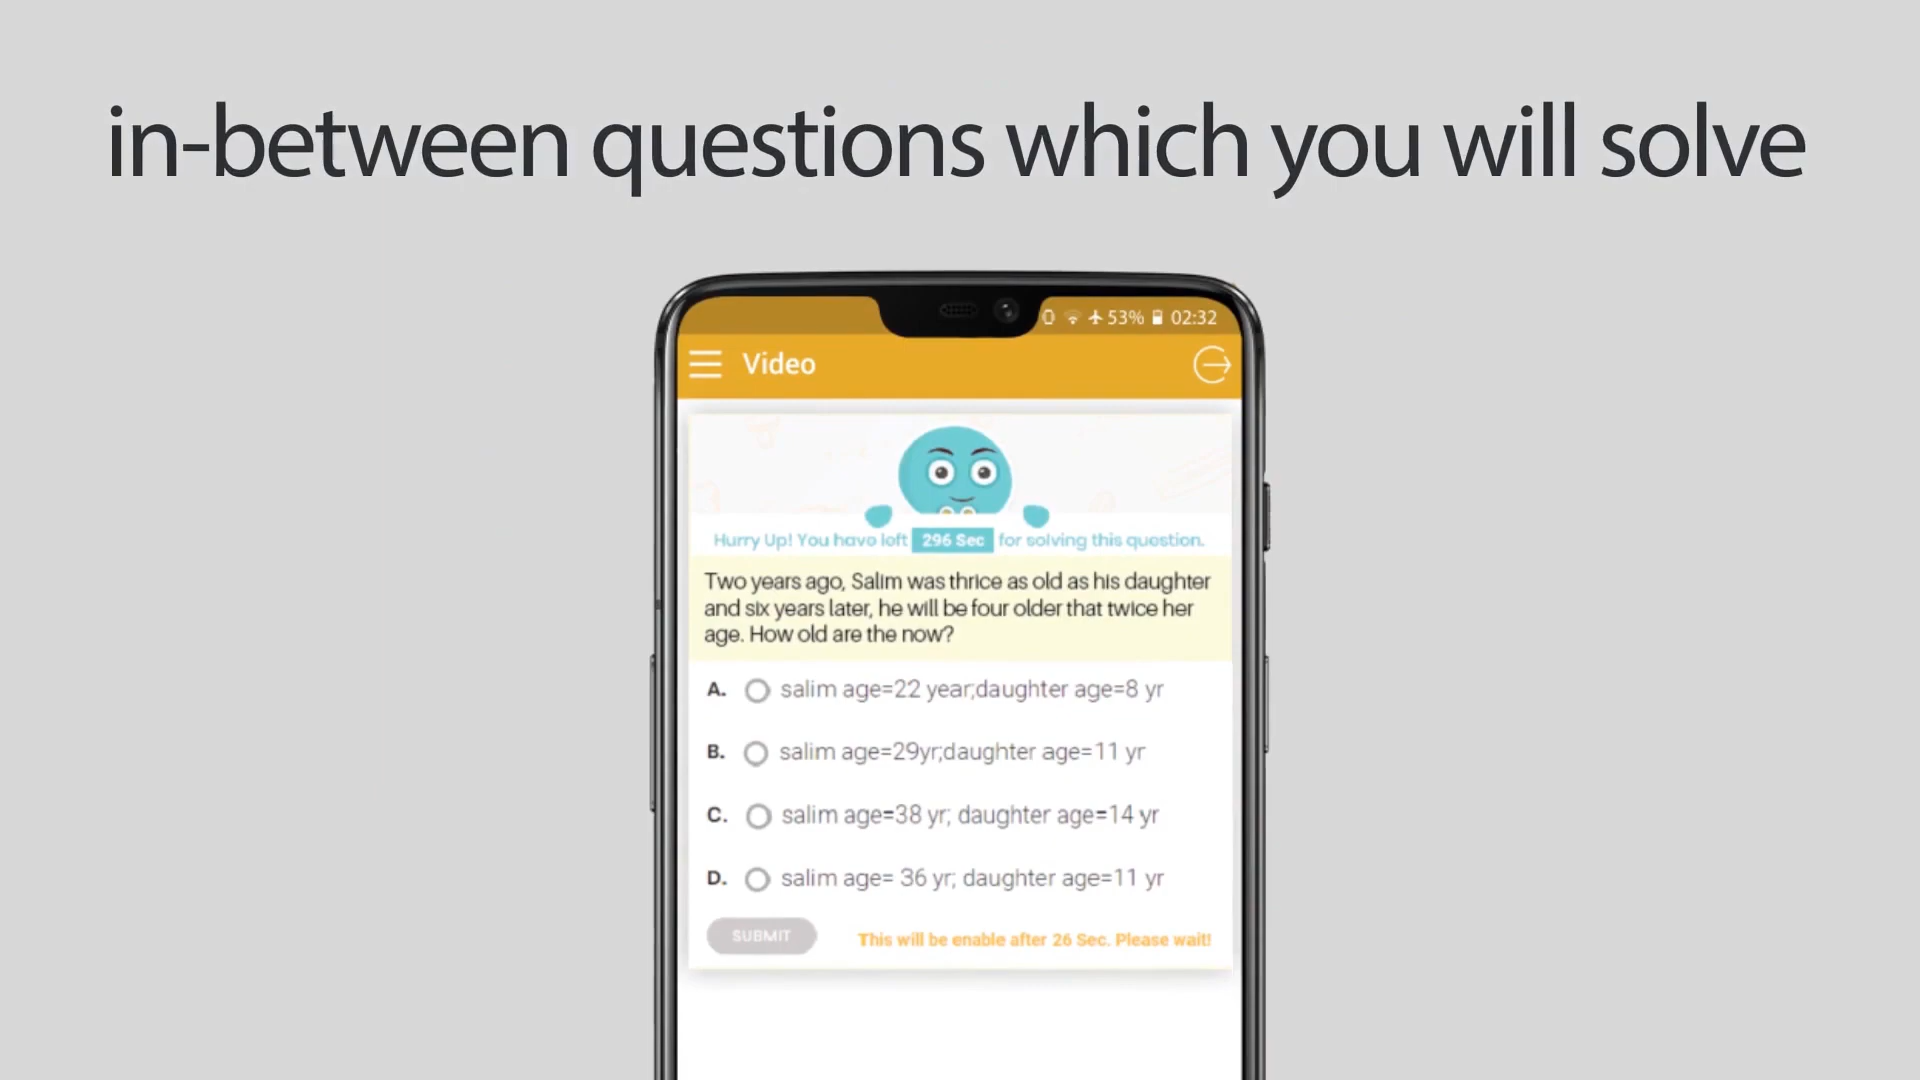 in-between questions which you will solve
53% 02:32
Video
Hurry Up! You have left 296 Sec for solving this question.
Two years ago, Salim was thrice as old as his daughter
and six years later, he will be four older that twice her
age. How old are the now?
A. salim age=22 year;daughter age=8 yr
B. salim age=29yr;daughter age=11 yr
C. salim age=38 yr; daughter age=14 yr
D. salim age= 36 yr; daughter age=11 yr
SUBMIT This will be enable after 26 Sec. Please wait!